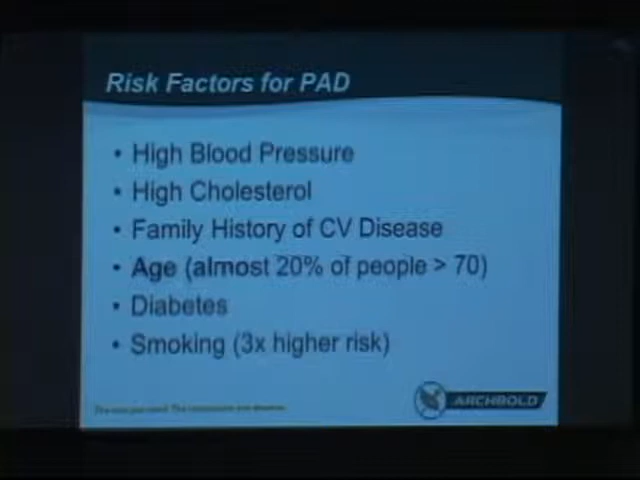 Risk Factors for PAD
• High Blood Pressure
• High Cholesterol
• Family History of CV Disease
• Age (almost 20% of people > 70)
• Diabetes
• Smoking (3x higher risk)
ARCHBOLD